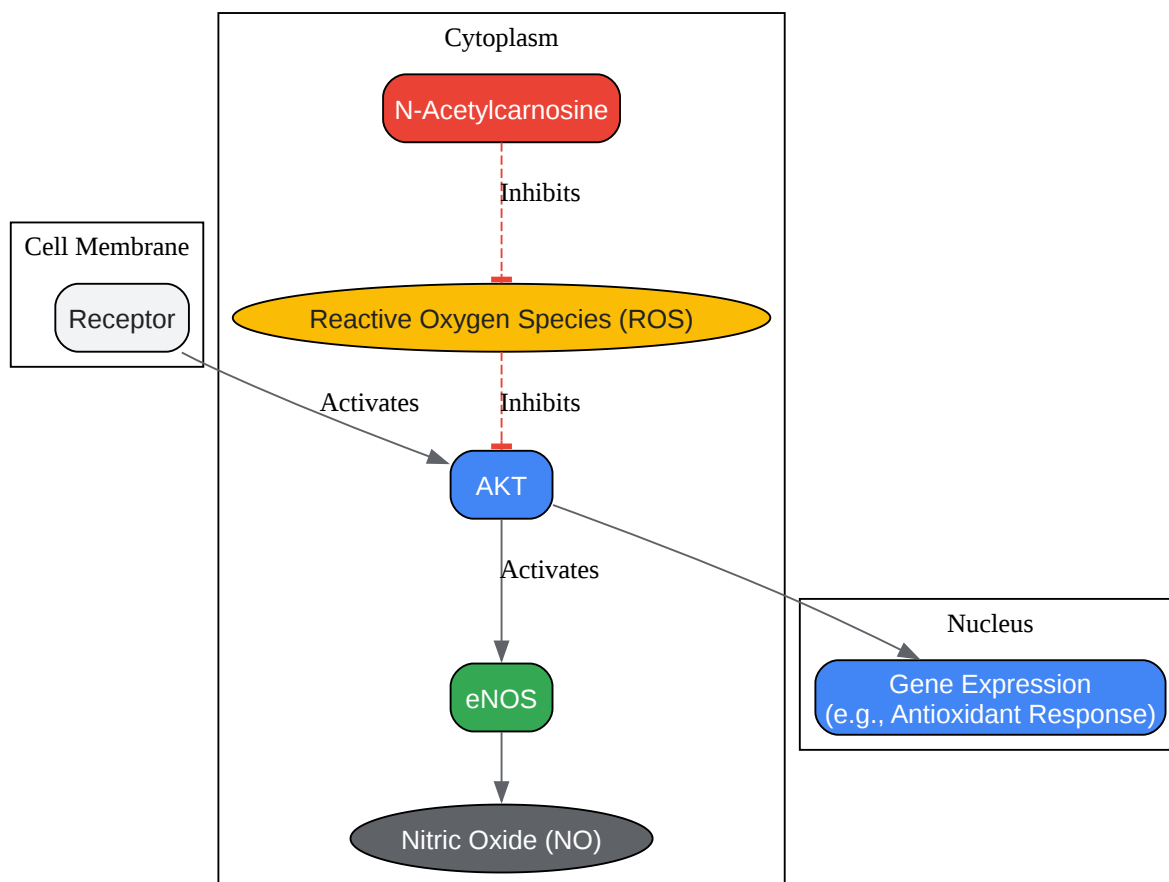 Cytoplasm
N-Acetylcarnosine
Inhibits
Cell Membrane
Receptor
Reactive Oxygen Species (ROS)
Activates
Inhibits
AKT
Activates
Nucleus
eNOS
Gene Expression
(e.g., Antioxidant Response)
Nitric Oxide (NO)